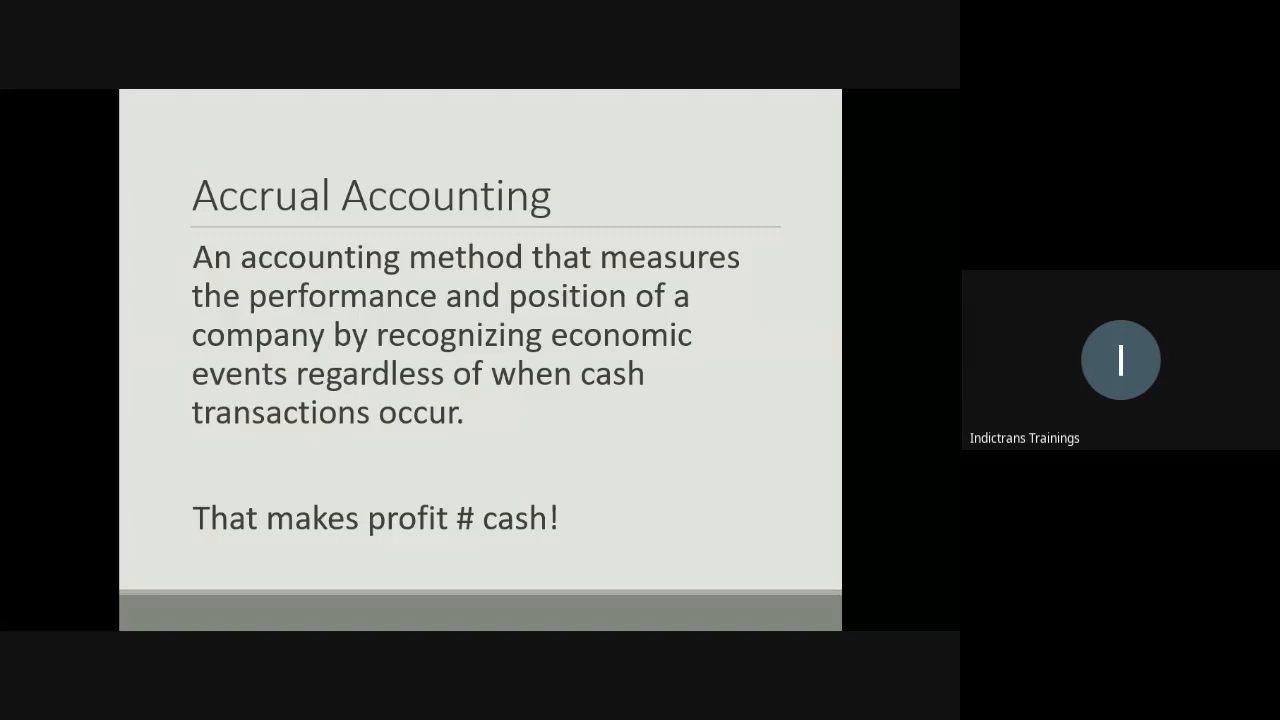 Accrual Accounting
An accounting method that measures
the performance and position of a
company by recognizing economic
events regardless of when cash
transactions occur.
That makes profit # cash!
I
Indictrans Trainings